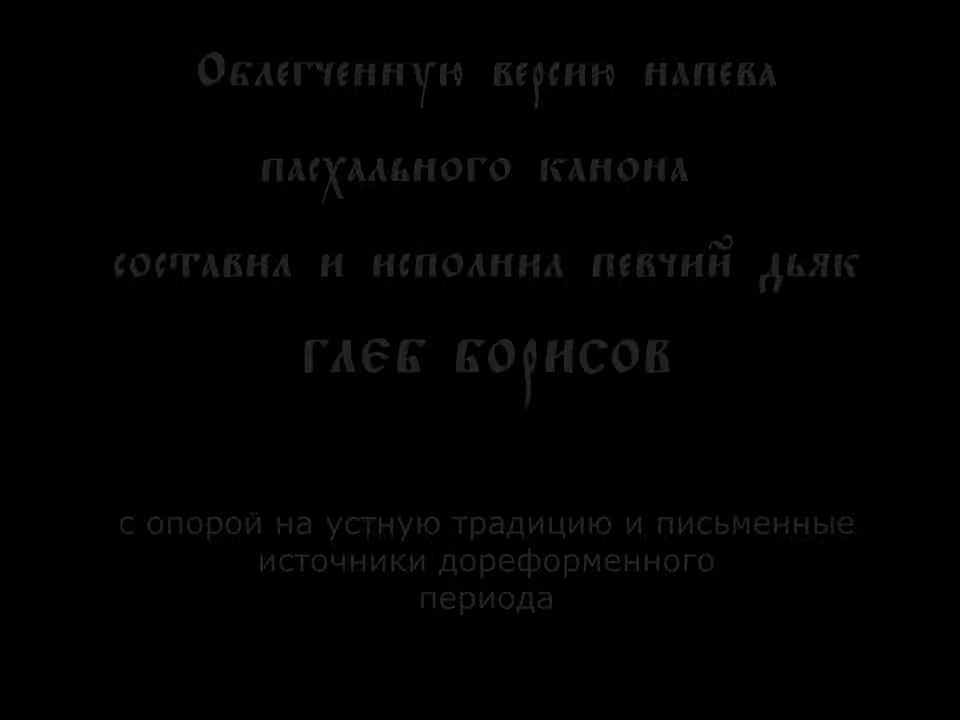 Облегченную версию напева
пасхального канона
составил и исполнил певчий дьяк
ГЛЕБ БОРИСОВ
с опорой на устную традицию и письменные
источники дореформенного
периода